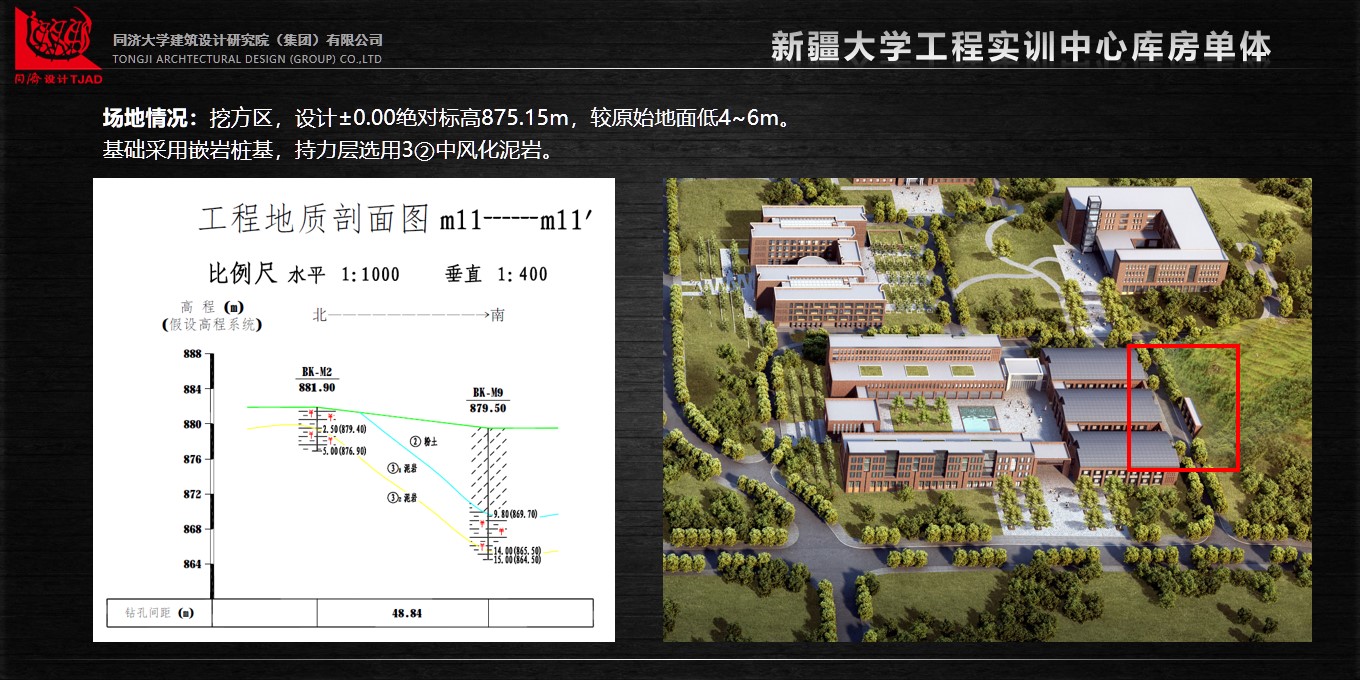 同济设计TJAD
同济大学建筑设计研究院（集团）有限公司
TONGJI ARCHTECTURAL DESIGN (GROUP) CO.,LTD
新疆大学工程实训中心库房单体
场地情况：挖方区，设计±0.00绝对标高875.15m，较原始地面低4~6m。
基础采用嵌岩桩基，持力层选用3②中风化泥岩。
工程地质剖面图 m11------m11′
比例尺 水平 1:1000 垂直 1:400
高 程 (m)
(假设高程系统)
北——————————→南
888
884
880
876
872
868
864
BK-M2
881.90
BK-M9
879.50
2.50(879.40)
5.00(876.90)
② 粉土
③₁ 泥岩
③₂ 泥岩
9.80(869.70)
14.00(865.50)
15.00(864.50)
钻孔间距 (m)
48.84